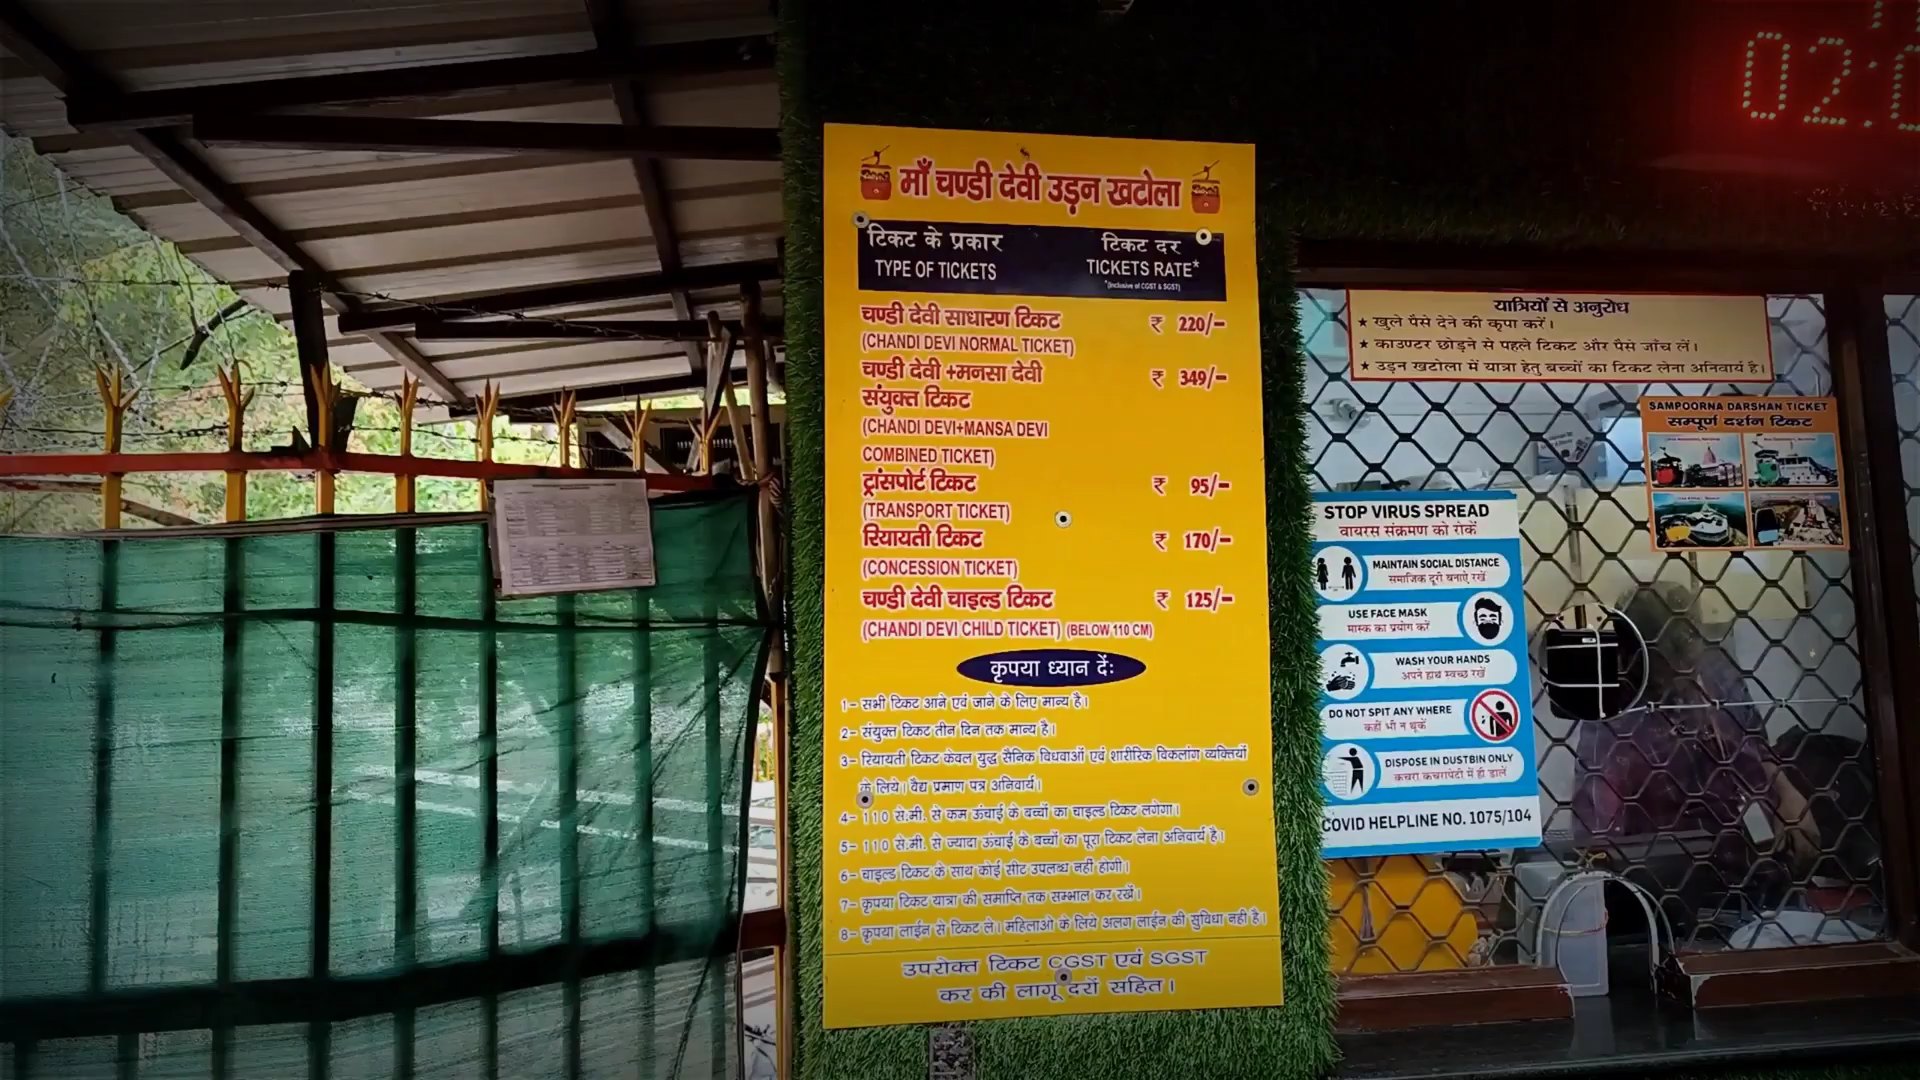 माँ चण्डी देवी उड़न खटोला
टिकट के प्रकार
टिकट दर
TYPE OF TICKETS
TICKETS RATE*
*(Inclusive of CGST & SGST)
चण्डी देवी साधारण टिकट ₹ 220/-
(CHANDI DEVI NORMAL TICKET)
चण्डी देवी +मनसा देवी ₹ 349/-
संयुक्त टिकट
(CHANDI DEVI+MANSA DEVI
COMBINED TICKET)
ट्रांसपोर्ट टिकट ₹ 95/-
(TRANSPORT TICKET)
रियायती टिकट ₹ 170/-
(CONCESSION TICKET)
चण्डी देवी चाइल्ड टिकट ₹ 125/-
(CHANDI DEVI CHILD TICKET) (BELOW 110 CM)
कृपया ध्यान दें:
1- सभी टिकट आने एवं जाने के लिए मान्य है।
2- संयुक्त टिकट तीन दिन तक मान्य है।
3- रियायती टिकट केवल युद्ध सैनिक विधवाओं एवं शारीरिक विकलांग व्यक्तियों
के लिये। वैद्य प्रमाण पत्र अनिवार्य।
4- 110 से.मी. से कम ऊंचाई के बच्चों का चाइल्ड टिकट लगेगा।
5- 110 से.मी. से ज्यादा ऊंचाई के बच्चों का पूरा टिकट लेना अनिवार्य है।
6- चाइल्ड टिकट के साथ कोई सीट उपलब्ध नहीं होगी।
7- कृपया टिकट यात्रा की समाप्ति तक सम्भाल कर रखें।
8- कृपया लाईन से टिकट ले। महिलाओ के लिये अलग लाईन की सुविधा नही है।
उपरोक्त टिकट CGST एवं SGST
कर की लागू दरों सहित।
02:0
यात्रियों से अनुरोध
★ खुले पैसे देने की कृपा करें।
★ काउण्टर छोड़ने से पहले टिकट और पैसे जाँच लें।
★ उड़न खटोला में यात्रा हेतु बच्चों का टिकट लेना अनिवार्य है।
SAMPOORNA DARSHAN TICKET
सम्पूर्ण दर्शन टिकट
STOP VIRUS SPREAD
वायरस संक्रमण को रोकें
MAINTAIN SOCIAL DISTANCE
समाजिक दूरी बनाऐ रखें
USE FACE MASK
मास्क का प्रयोग करें
WASH YOUR HANDS
अपने हाथ स्वच्छ रखें
DO NOT SPIT ANY WHERE
कहीं भी न थूकें
DISPOSE IN DUSTBIN ONLY
कचरा कचरापेटी में ही डालें
COVID HELPLINE NO. 1075/104